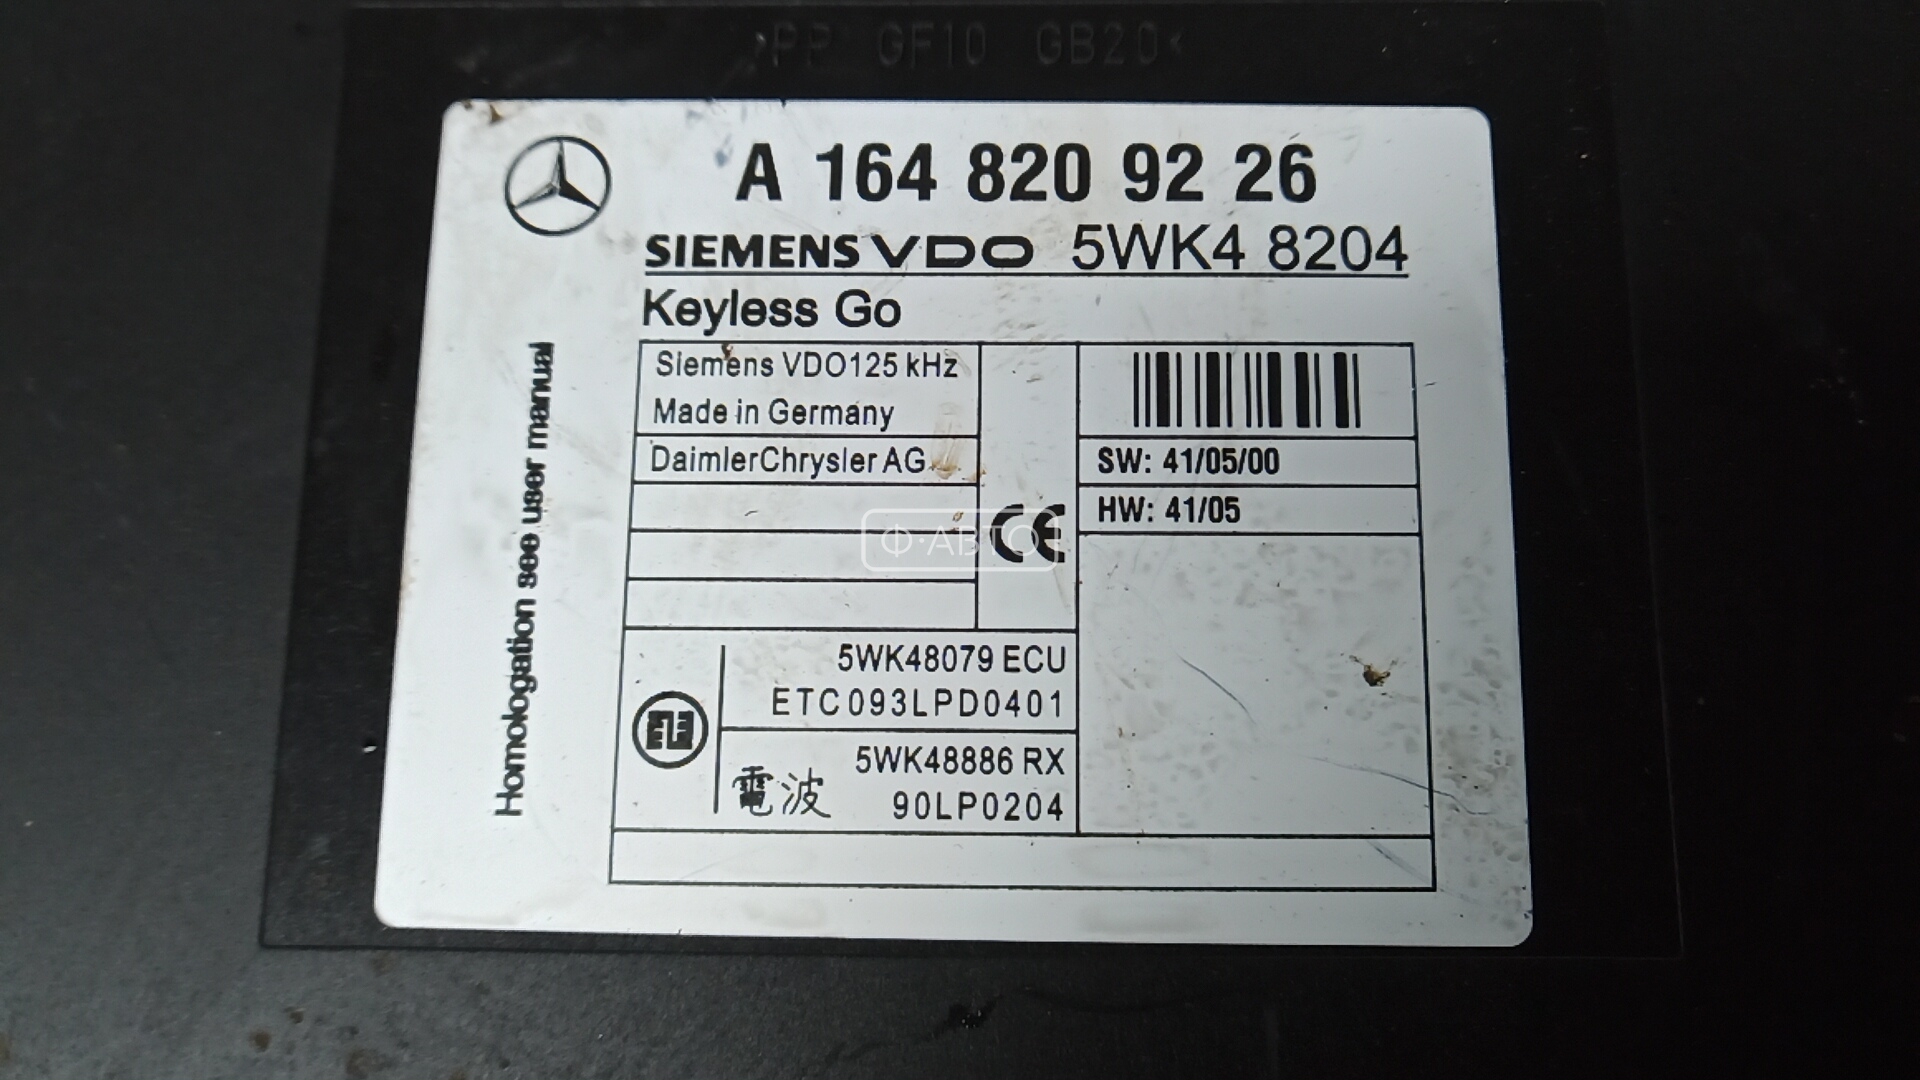 >PP GF10 GB20<
A 164 820 92 26
SIEMENS VDO 5WK4 8204
Keyless Go
Siemens VDO125 kHz
Made in Germany
DaimlerChrysler AG
SW: 41/05/00
HW: 41/05
CE
Ф·АВТО
5WK48079 ECU
ETC093LPD0401
5WK48886 RX
電波
90LP0204
Homologation see user manual